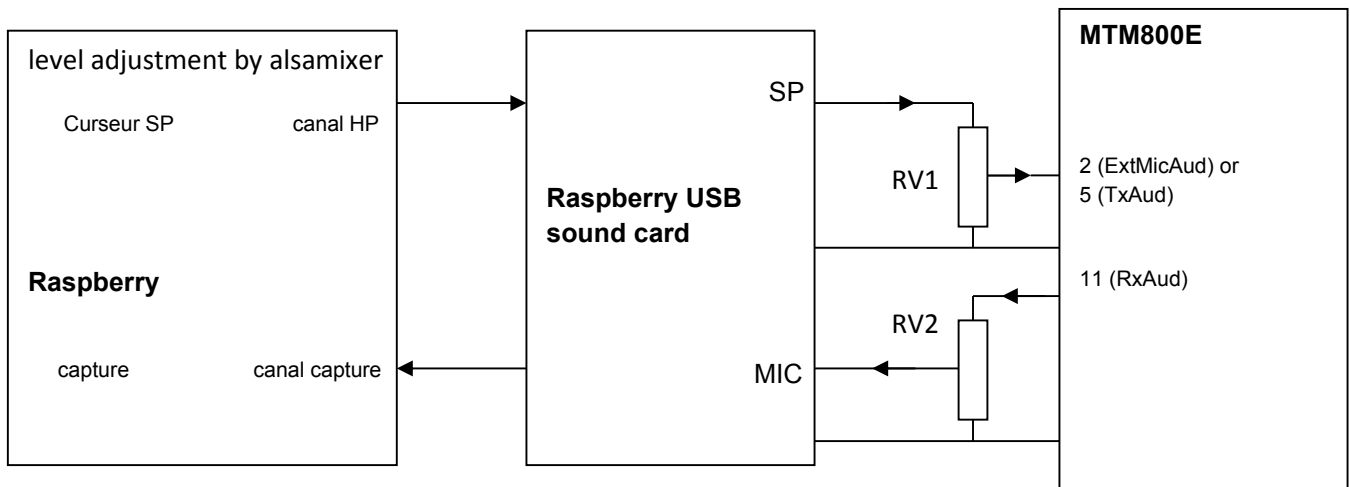 level adjustment by alsamixer
Curseur SP
canal HP
Raspberry
capture
canal capture
Raspberry USB
sound card
SP
MIC
RV1
RV2
MTM800E
2 (ExtMicAud) or
5 (TxAud)
11 (RxAud)